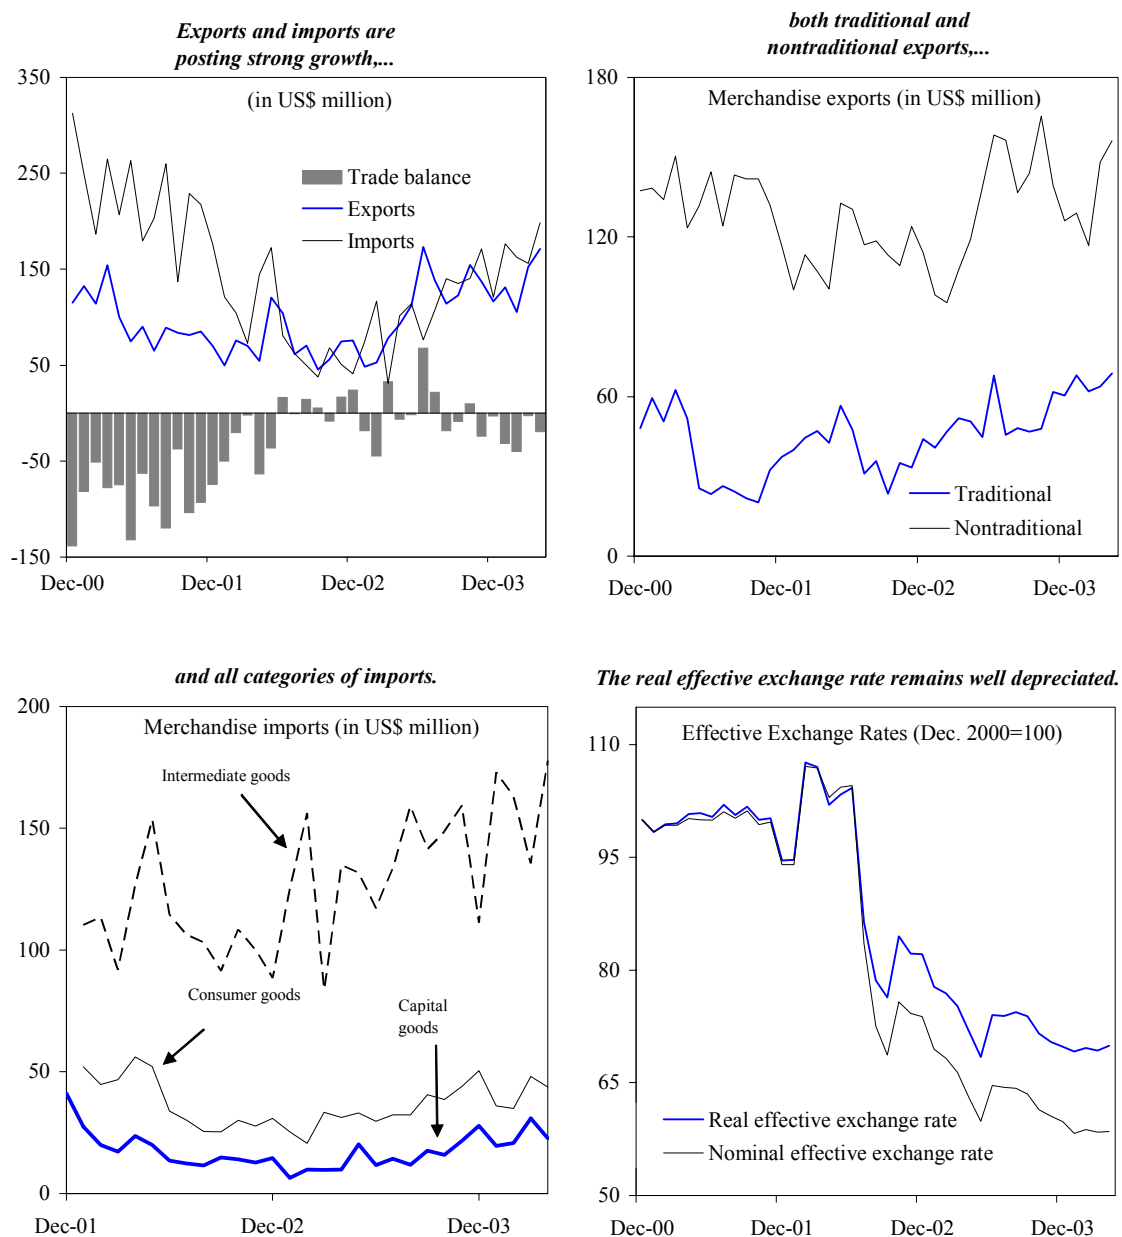 Exports and imports are
posting strong growth,...
350
(in US$ million)
250
Trade balance
Exports
Imports
150
50
-50
-150
Dec-00
Dec-01
Dec-02
Dec-03
both traditional and
nontraditional exports,...
180
Merchandise exports (in US$ million)
120
60
Traditional
Nontraditional
0
Dec-00
Dec-01
Dec-02
Dec-03
and all categories of imports.
200
Merchandise imports (in US$ million)
Intermediate goods
150
100
Consumer goods
Capital
goods
50
0
Dec-01
Dec-02
Dec-03
The real effective exchange rate remains well depreciated.
Effective Exchange Rates (Dec. 2000=100)
110
95
80
65
Real effective exchange rate
Nominal effective exchange rate
50
Dec-00
Dec-01
Dec-02
Dec-03